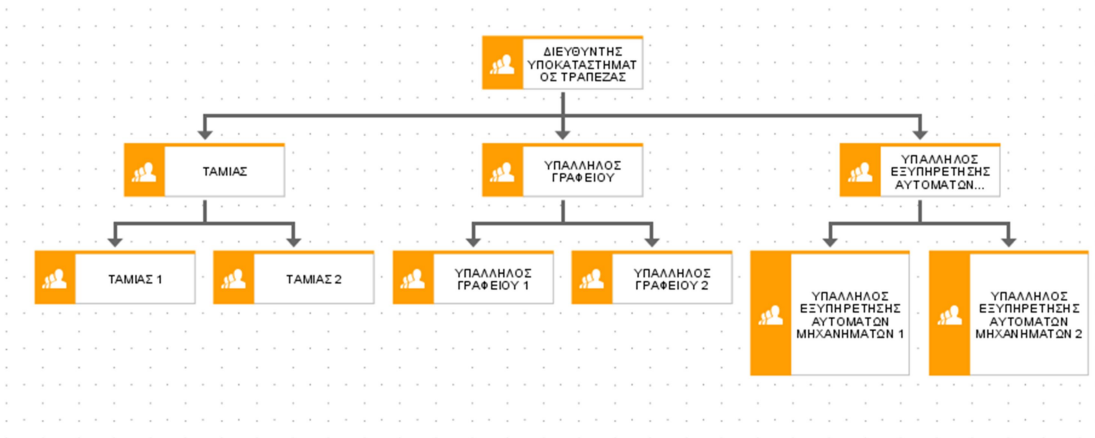 ΔΙΕΥΘΥΝΤΗΣ
ΥΠΟΚΑΤΑΣΤΗΜΑΤ
ΟΣ ΤΡΑΠΕΖΑΣ
ΤΑΜΙΑΣ
ΥΠΑΛΛΗΛΟΣ
ΓΡΑΦΕΙΟΥ
ΥΠΑΛΛΗΛΟΣ
ΕΞΥΠΗΡΕΤΗΣΗΣ
ΑΥΤΟΜΑΤΩΝ...
ΤΑΜΙΑΣ 1
ΤΑΜΙΑΣ 2
ΥΠΑΛΛΗΛΟΣ
ΓΡΑΦΕΙΟΥ 1
ΥΠΑΛΛΗΛΟΣ
ΓΡΑΦΕΙΟΥ 2
ΥΠΑΛΛΗΛΟΣ
ΕΞΥΠΗΡΕΤΗΣΗΣ
ΑΥΤΟΜΑΤΩΝ
ΜΗΧΑΝΗΜΑΤΩΝ 1
ΥΠΑΛΛΗΛΟΣ
ΕΞΥΠΗΡΕΤΗΣΗΣ
ΑΥΤΟΜΑΤΩΝ
ΜΗΧΑΝΗΜΑΤΩΝ 2